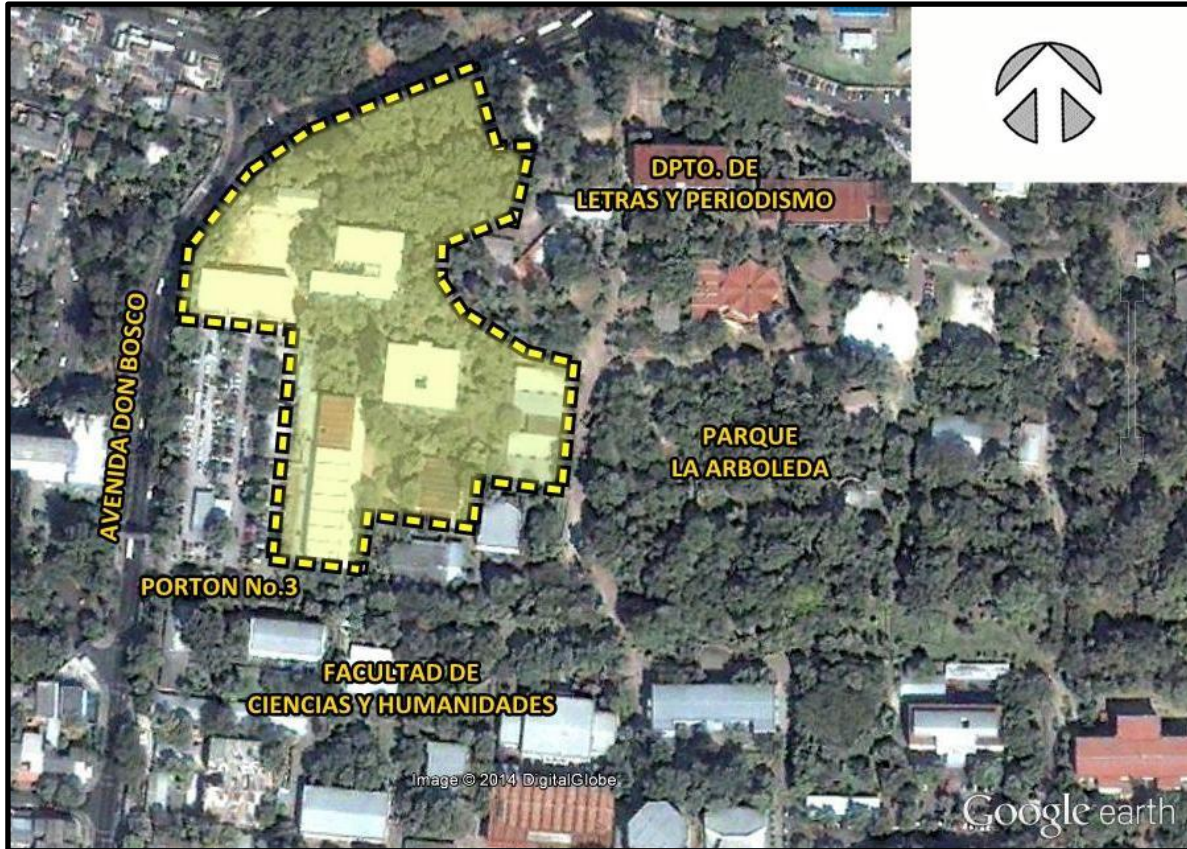 DPTO. DE
LETRAS Y PERIODISMO
AVENIDA DON BOSCO
PARQUE
LA ARBOLEDA
PORTON No.3
FACULTAD DE
CIENCIAS Y HUMANIDADES
Image © 2014 DigitalGlobe
Google earth